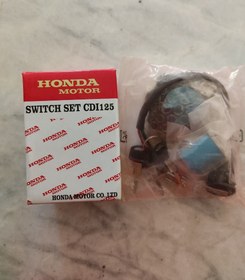 HONDA
MOTOR
SWITCH SET CDI125
HONDA MOTOR CO.,LTD